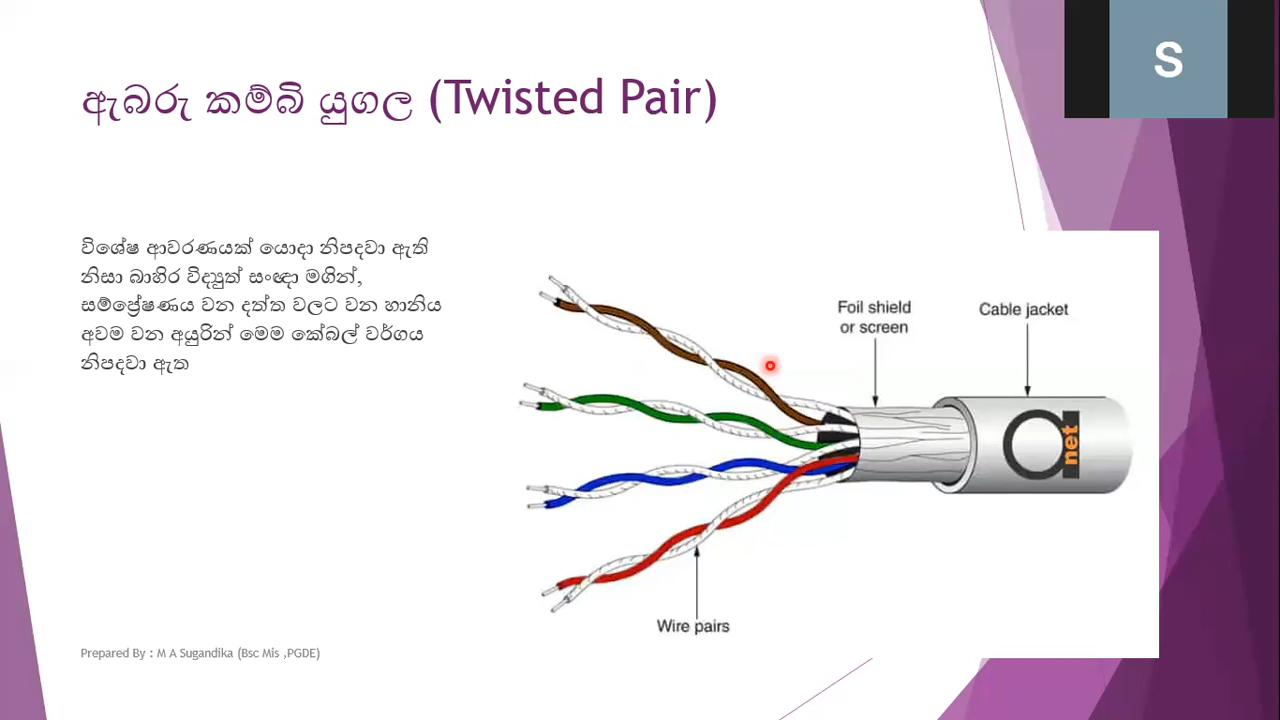 ඇබරු කම්බි යුගල (Twisted Pair)
S
විශේෂ ආවරණයක් යොදා නිපදවා ඇති
නිසා බාහිර විද්‍යුත් සංඥා මගින්,
සම්ප්‍රේෂණය වන දත්ත වලට වන හානිය
අවම වන අයුරින් මෙම කේබල් වර්ගය
නිපදවා ඇත
Foil shield
or screen
Cable jacket
a net
Wire pairs
Prepared By : M A Sugandika (Bsc Mis ,PGDE)